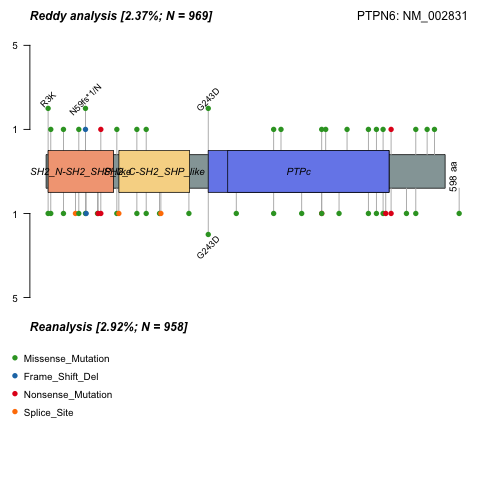 Reddy analysis [2.37%; N = 969]
PTPN6: NM_002831
5
R3K
N59fs*1/N
G243D
1
SH2_N-SH2_SHP_like
SH2_C-SH2_SHP_like
PTPc
598 aa
1
G243D
5
Reanalysis [2.92%; N = 958]
Missense_Mutation
Frame_Shift_Del
Nonsense_Mutation
Splice_Site